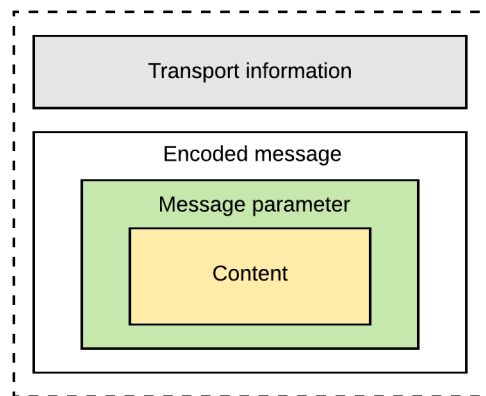 Transport information
Encoded message
Message parameter
Content